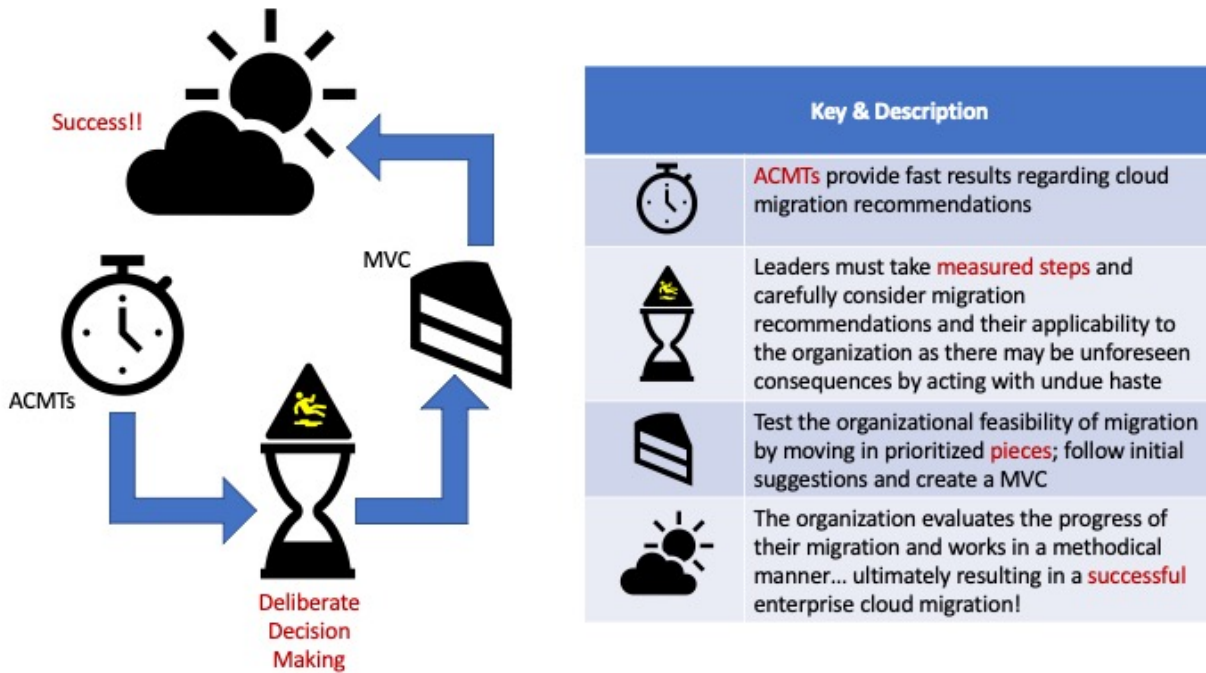 Success!!
MVC
ACMTs
Deliberate
Decision
Making
Key & Description
ACMTs provide fast results regarding cloud
migration recommendations
Leaders must take measured steps and
carefully consider migration
recommendations and their applicability to
the organization as there may be unforeseen
consequences by acting with undue haste
Test the organizational feasibility of migration
by moving in prioritized pieces; follow initial
suggestions and create a MVC
The organization evaluates the progress of
their migration and works in a methodical
manner... ultimately resulting in a successful
enterprise cloud migration!